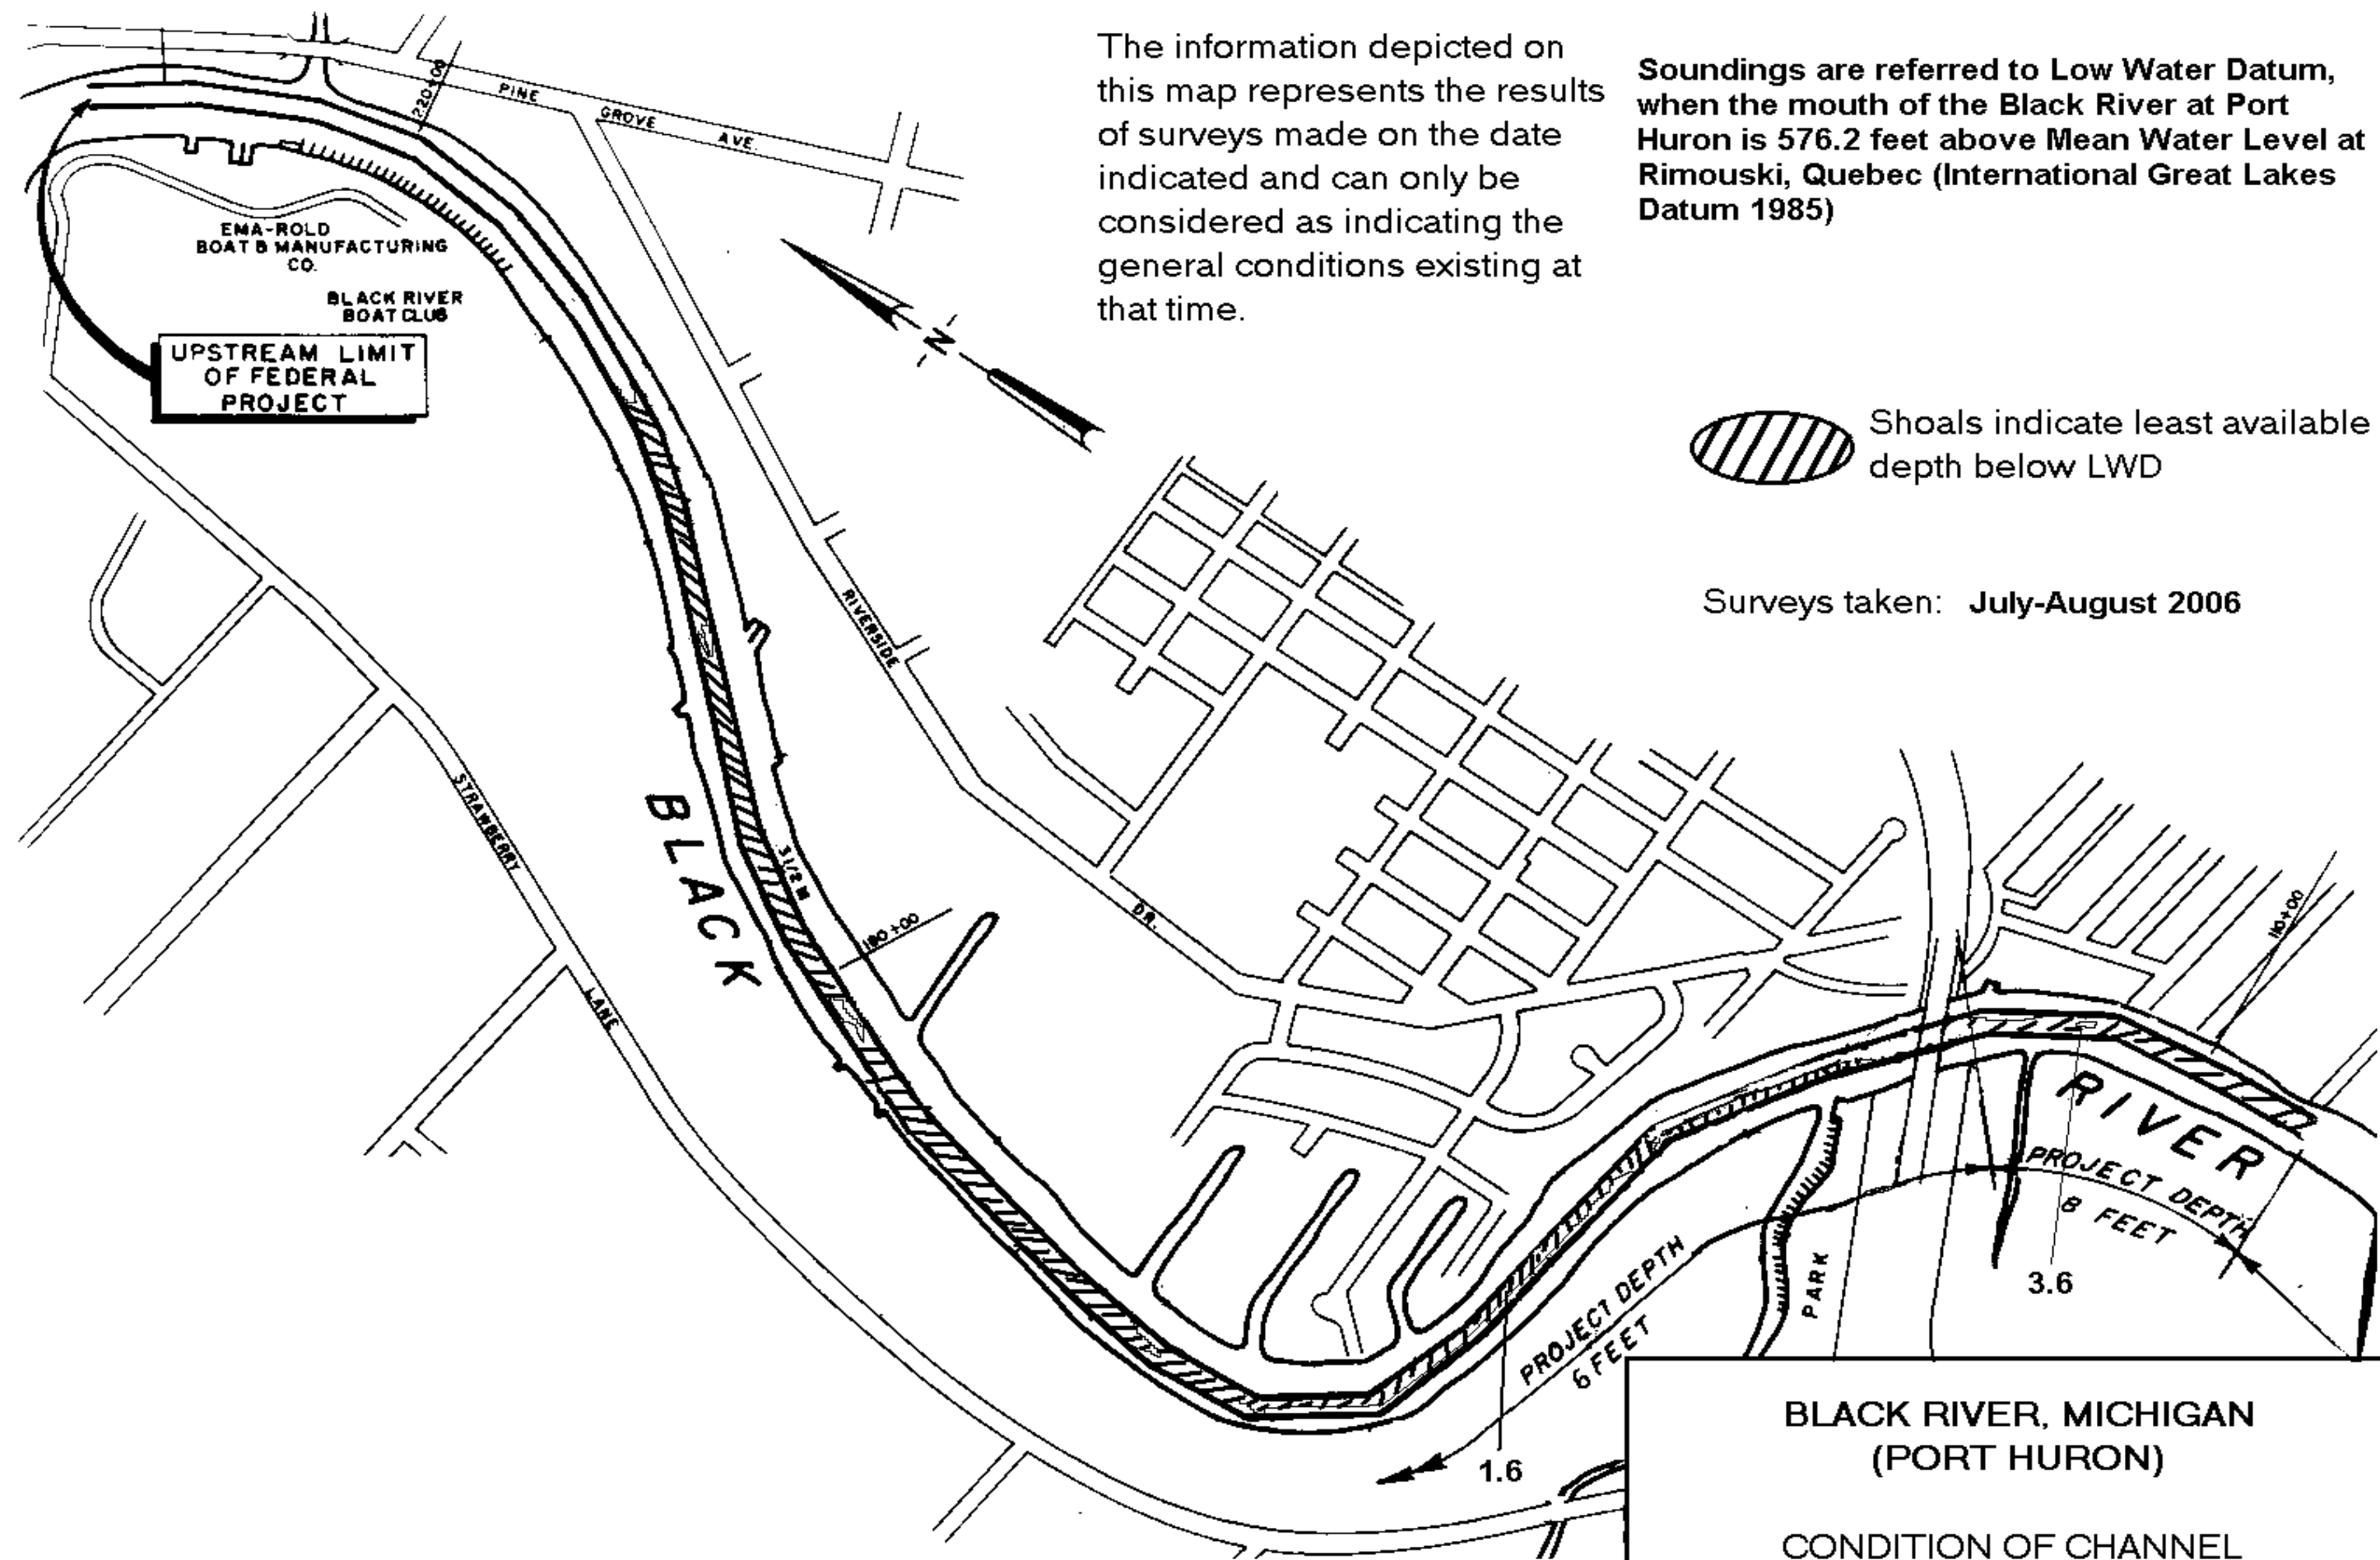 The information depicted on
this map represents the results
of surveys made on the date
indicated and can only be
considered as indicating the
general conditions existing at
that time.
Soundings are referred to Low Water Datum,
when the mouth of the Black River at Port
Huron is 576.2 feet above Mean Water Level at
Rimouski, Quebec (International Great Lakes
Datum 1985)
220+00
PINE
GROVE
AVE.
EMA-ROLD
BOAT & MANUFACTURING
CO.
BLACK RIVER
BOAT CLUB
UPSTREAM LIMIT
OF FEDERAL
PROJECT
N
Shoals indicate least available
depth below LWD
Surveys taken: July-August 2006
RIVERSIDE
DR.
STRAWBERRY
LANE
BLACK
3 1/2 M
180+00
110+00
RIVER
PROJECT DEPTH
8 FEET
3.6
PARK
PROJECT DEPTH
6 FEET
1.6
BLACK RIVER, MICHIGAN
(PORT HURON)
CONDITION OF CHANNEL